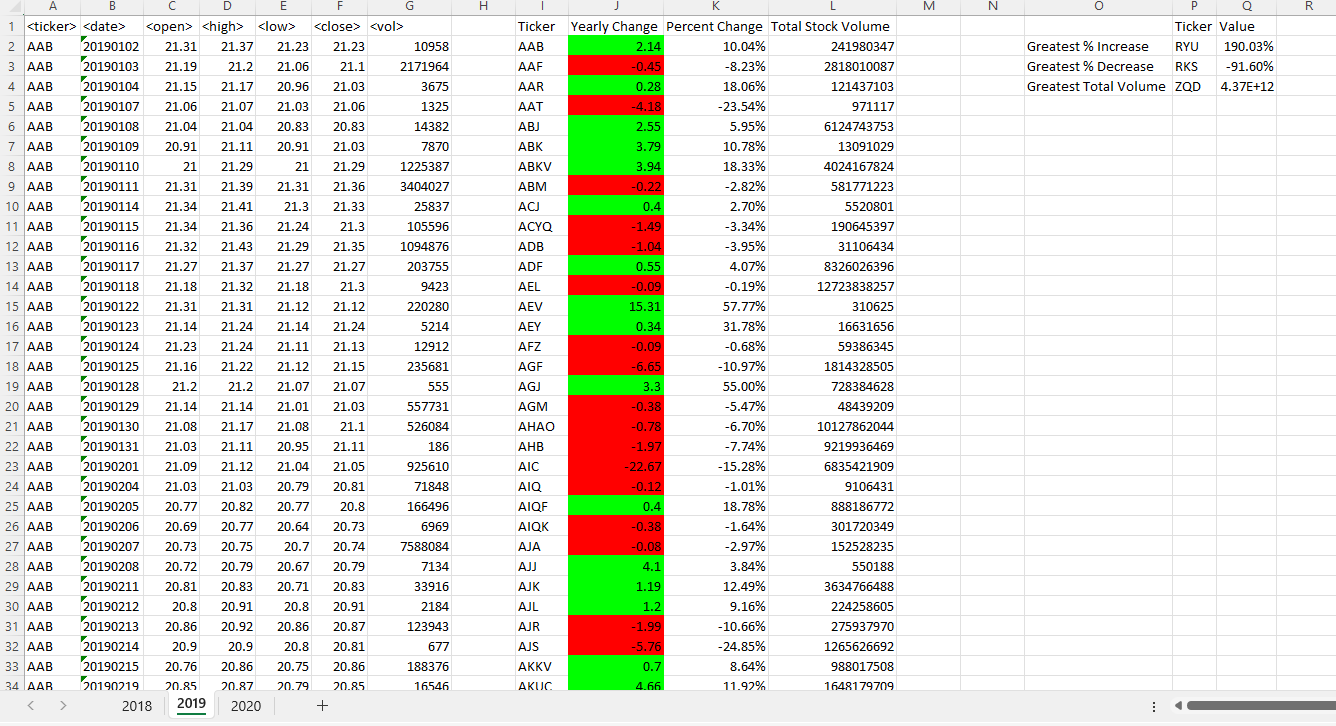 A B C D E F G H I J K L M N O P Q R
1 <ticker> <date> <open> <high> <low> <close> <vol> Ticker Yearly Change Percent Change Total Stock Volume Ticker Value
2 AAB 20190102 21.31 21.37 21.23 21.23 10958 AAB 2.14 10.04% 241980347 Greatest % Increase RYU 190.03%
3 AAB 20190103 21.19 21.2 21.06 21.1 2171964 AAF -0.45 -8.23% 2818010087 Greatest % Decrease RKS -91.60%
4 AAB 20190104 21.15 21.17 20.96 21.03 3675 AAR 0.28 18.06% 121437103 Greatest Total Volume ZQD 4.37E+12
5 AAB 20190107 21.06 21.07 21.03 21.06 1325 AAT -4.18 -23.54% 971117
6 AAB 20190108 21.04 21.04 20.83 20.83 14382 ABJ 2.55 5.95% 6124743753
7 AAB 20190109 20.91 21.11 20.91 21.03 7870 ABK 3.79 10.78% 13091029
8 AAB 20190110 21 21.29 21 21.29 1225387 ABKV 3.94 18.33% 4024167824
9 AAB 20190111 21.31 21.39 21.31 21.36 3404027 ABM -0.22 -2.82% 581771223
10 AAB 20190114 21.34 21.41 21.3 21.33 25837 ACJ 0.4 2.70% 5520801
11 AAB 20190115 21.34 21.36 21.24 21.3 105596 ACYQ -1.49 -3.34% 190645397
12 AAB 20190116 21.32 21.43 21.29 21.35 1094876 ADB -1.04 -3.95% 31106434
13 AAB 20190117 21.27 21.37 21.27 21.27 203755 ADF 0.55 4.07% 8326026396
14 AAB 20190118 21.18 21.32 21.18 21.3 9423 AEL -0.09 -0.19% 12723838257
15 AAB 20190122 21.31 21.31 21.12 21.12 220280 AEV 15.31 57.77% 310625
16 AAB 20190123 21.14 21.24 21.14 21.24 5214 AEY 0.34 31.78% 16631656
17 AAB 20190124 21.23 21.24 21.11 21.13 12912 AFZ -0.09 -0.68% 59386345
18 AAB 20190125 21.16 21.22 21.12 21.15 235681 AGF -6.65 -10.97% 1814328505
19 AAB 20190128 21.2 21.2 21.07 21.07 555 AGJ 3.3 55.00% 728384628
20 AAB 20190129 21.14 21.14 21.01 21.03 557731 AGM -0.38 -5.47% 48439209
21 AAB 20190130 21.08 21.17 21.08 21.1 526084 AHAO -0.78 -6.70% 10127862044
22 AAB 20190131 21.03 21.11 20.95 21.11 186 AHB -1.97 -7.74% 9219936469
23 AAB 20190201 21.09 21.12 21.04 21.05 925610 AIC -22.67 -15.28% 6835421909
24 AAB 20190204 21.03 21.03 20.79 20.81 71848 AIQ -0.12 -1.01% 9106431
25 AAB 20190205 20.77 20.82 20.77 20.8 166496 AIQF 0.4 18.78% 888186772
26 AAB 20190206 20.69 20.77 20.64 20.73 6969 AIQK -0.38 -1.64% 301720349
27 AAB 20190207 20.73 20.75 20.7 20.74 7588084 AJA -0.08 -2.97% 152528235
28 AAB 20190208 20.72 20.79 20.67 20.79 7134 AJJ 4.1 3.84% 550188
29 AAB 20190211 20.81 20.83 20.71 20.83 33916 AJK 1.19 12.49% 3634766488
30 AAB 20190212 20.8 20.91 20.8 20.91 2184 AJL 1.2 9.16% 224258605
31 AAB 20190213 20.86 20.92 20.86 20.87 123943 AJR -1.99 -10.66% 275937970
32 AAB 20190214 20.9 20.9 20.8 20.81 677 AJS -5.76 -24.85% 1265626692
33 AAB 20190215 20.76 20.86 20.75 20.86 188376 AKKV 0.7 8.64% 988017508
34 AAB 20190219 20.85 20.87 20.79 20.85 16546 AKUC 4.66 11.92% 1648179709
2018 2019 2020